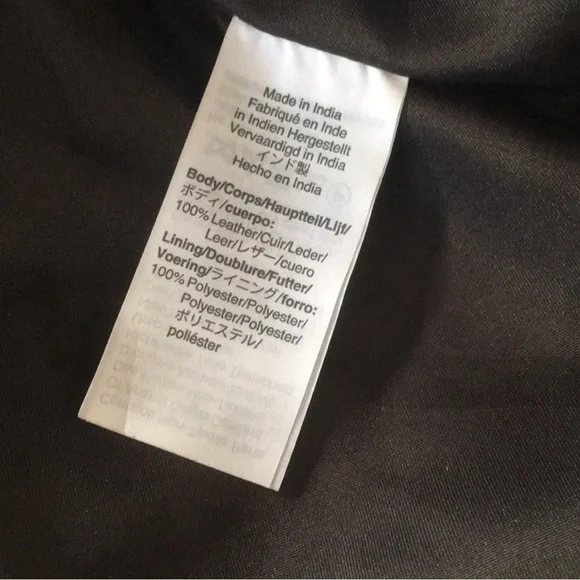 Made in India
Fabriqué en Inde
in Indien Hergestellt
Vervaardigd in India
インド製
Hecho en India
Body/Corps/Hauptteil/Lijf/
ボディ/cuerpo:
100% Leather/Cuir/Leder/
Leer/レザー/cuero
Lining/Doublure/Futter/
Voering/ライニング/forro:
100% Polyester/Polyester/
Polyester/Polyester/
ポリエステル/
poliéster